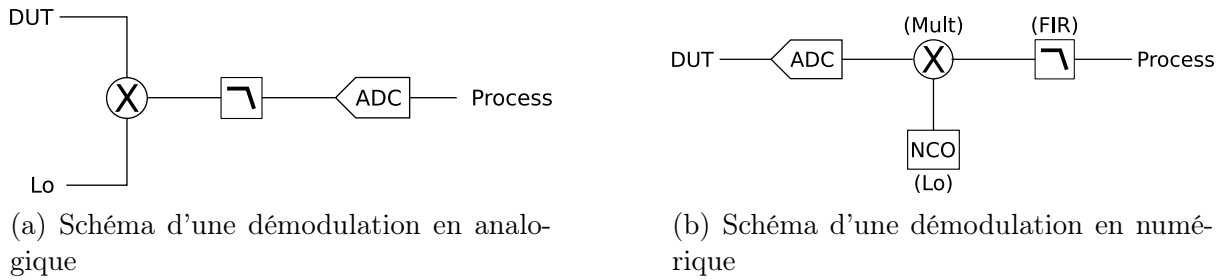 DUT
X
ADC
Process
Lo
(a) Schéma d'une démodulation en analo-
gique
(Mult)
(FIR)
DUT
ADC
X
Process
NCO
(Lo)
(b) Schéma d'une démodulation en numé-
rique